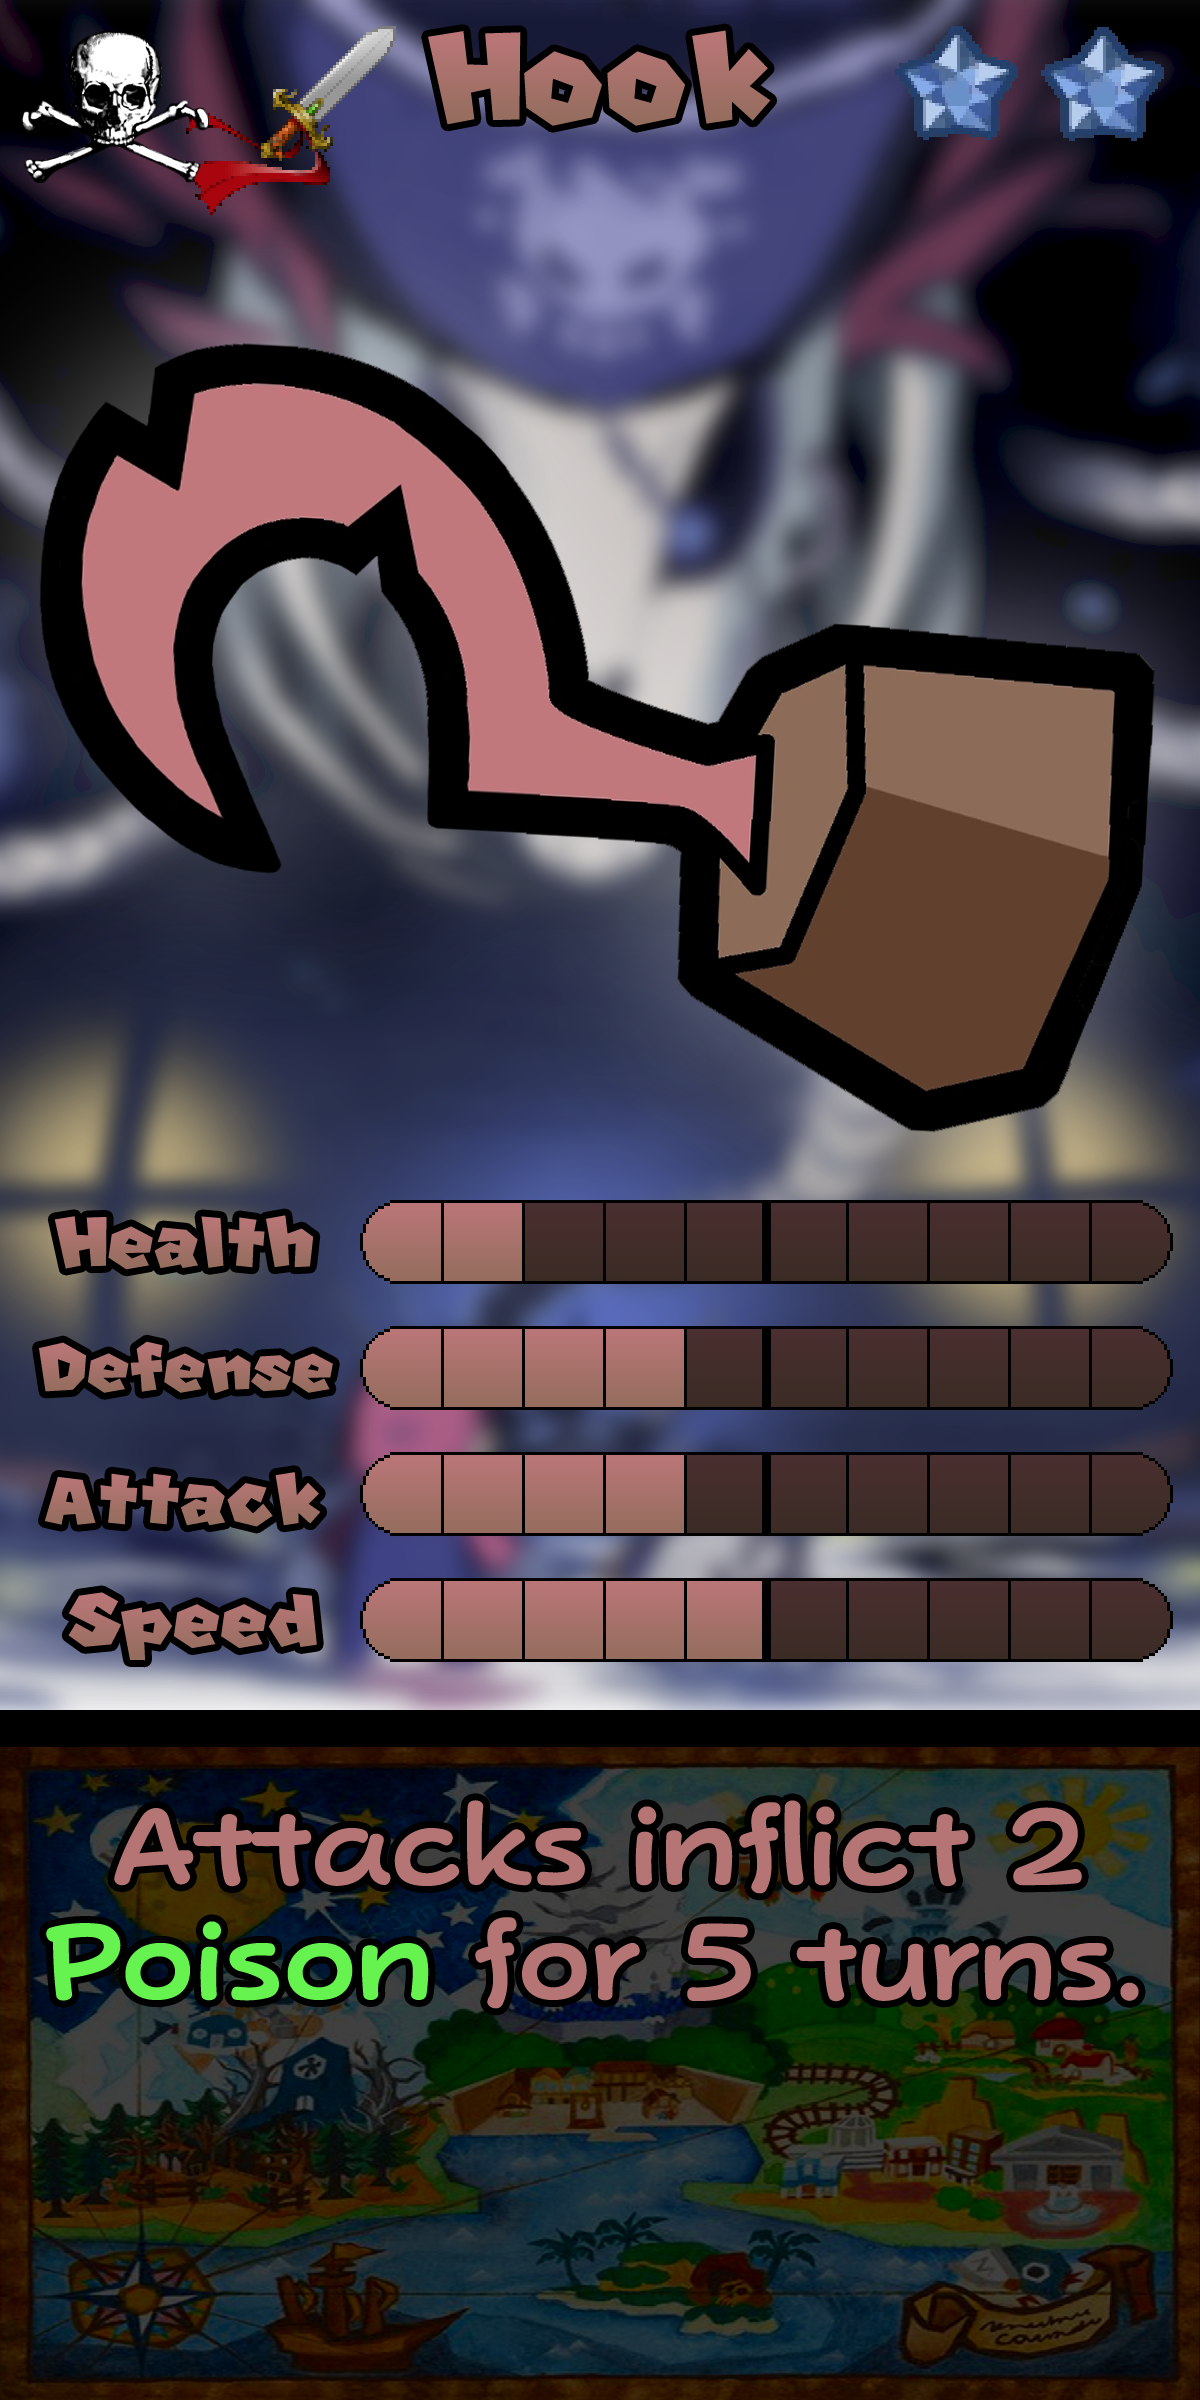 Hook
Health
Defense
Attack
Speed
Attacks inflict 2
Poison for 5 turns.